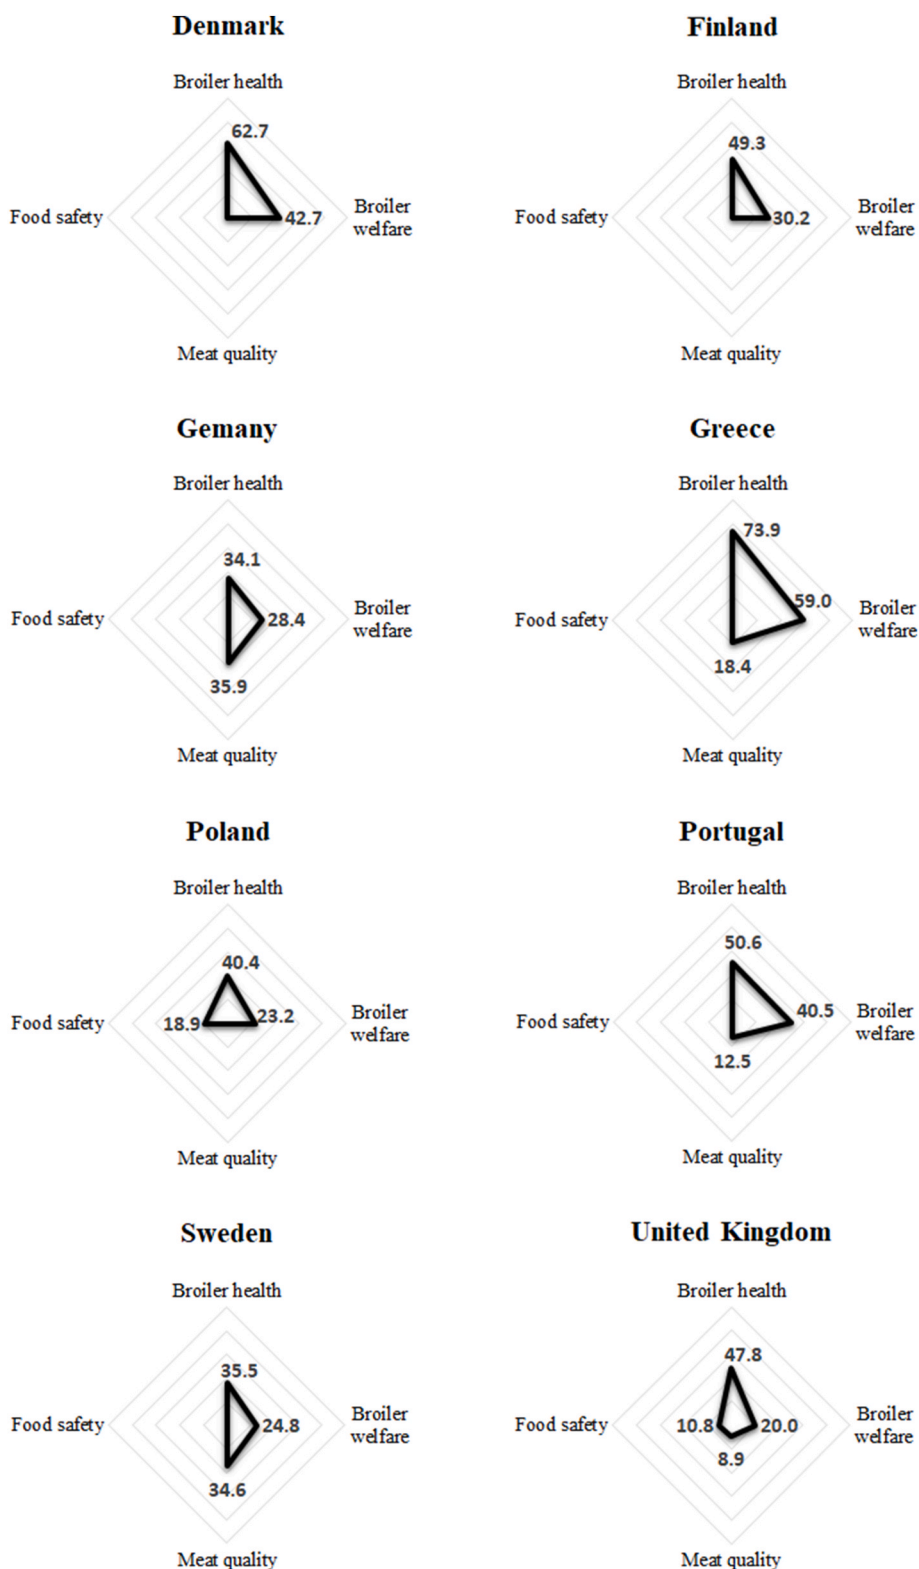 Denmark
Broiler health
62.7
Food safety
42.7
Broiler
welfare
Meat quality
Finland
Broiler health
49.3
Food safety
30.2
Broiler
welfare
Meat quality
Gemany
Broiler health
34.1
Food safety
28.4
Broiler
welfare
35.9
Meat quality
Greece
Broiler health
73.9
Food safety
59.0
Broiler
welfare
18.4
Meat quality
Poland
Broiler health
40.4
Food safety
18.9
23.2
Broiler
welfare
Meat quality
Portugal
Broiler health
50.6
Food safety
40.5
Broiler
welfare
12.5
Meat quality
Sweden
Broiler health
35.5
Food safety
24.8
Broiler
welfare
34.6
Meat quality
United Kingdom
Broiler health
47.8
Food safety
10.8
20.0
Broiler
welfare
8.9
Meat quality